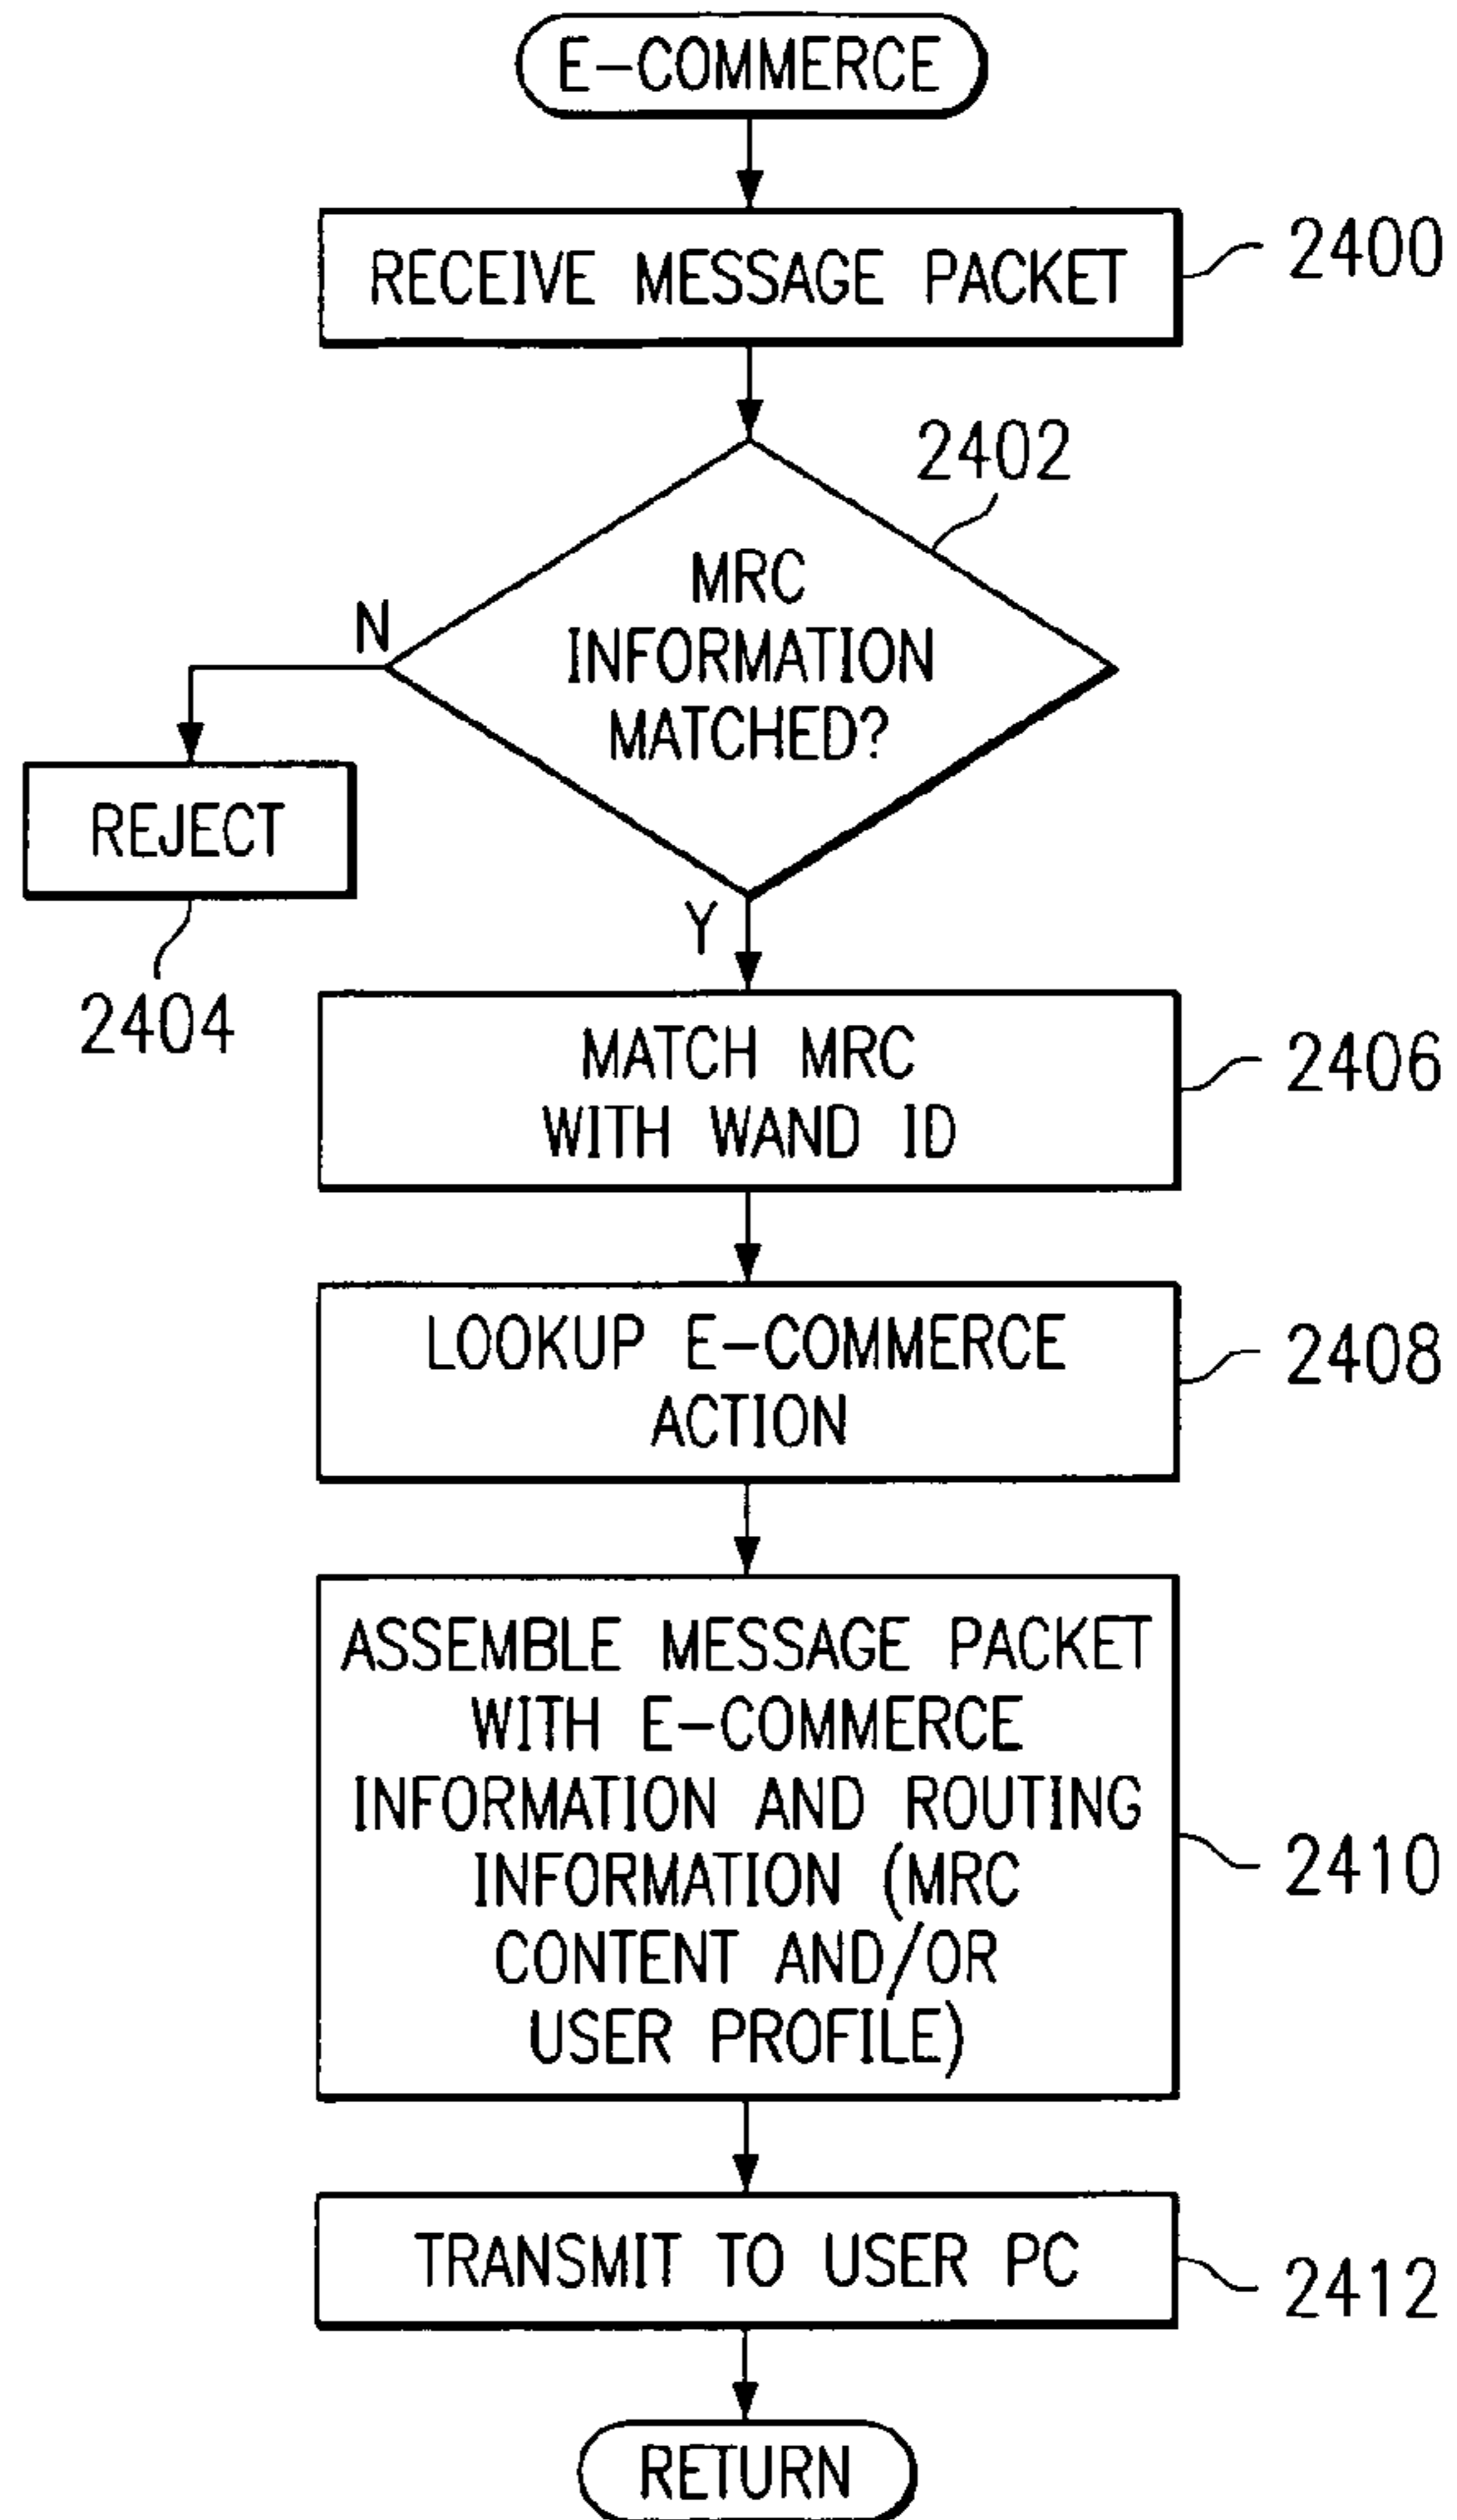 E-COMMERCE
RECEIVE MESSAGE PACKET
2400
2402
MRC
INFORMATION
MATCHED?
N
REJECT
2404
Y
MATCH MRC
WITH WAND ID
2406
LOOKUP E-COMMERCE
ACTION
2408
ASSEMBLE MESSAGE PACKET
WITH E-COMMERCE
INFORMATION AND ROUTING
INFORMATION (MRC
CONTENT AND/OR
USER PROFILE)
2410
TRANSMIT TO USER PC
2412
RETURN